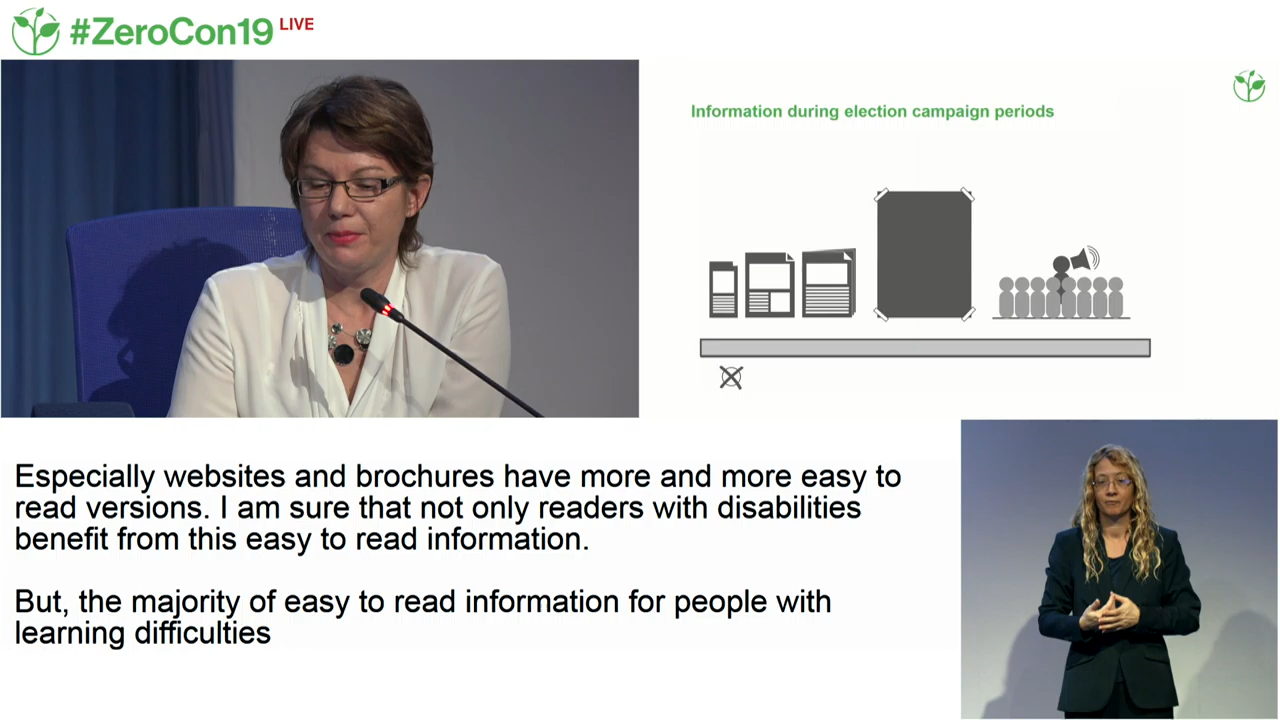 #ZeroCon19 LIVE
Information during election campaign periods
Especially websites and brochures have more and more easy to
read versions. I am sure that not only readers with disabilities
benefit from this easy to read information.
But, the majority of easy to read information for people with
learning difficulties